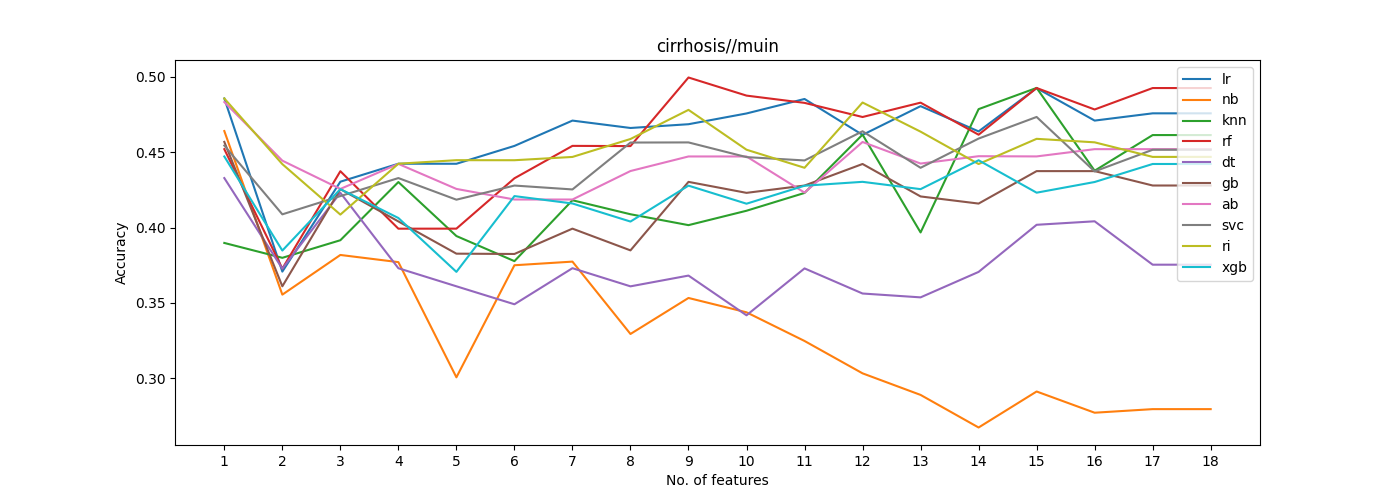 cirrhosis//muin
Accuracy
0.50
0.45
0.40
0.35
0.30
1 2 3 4 5 6 7 8 9 10 11 12 13 14 15 16 17 18
No. of features
lr
nb
knn
rf
dt
gb
ab
svc
ri
xgb